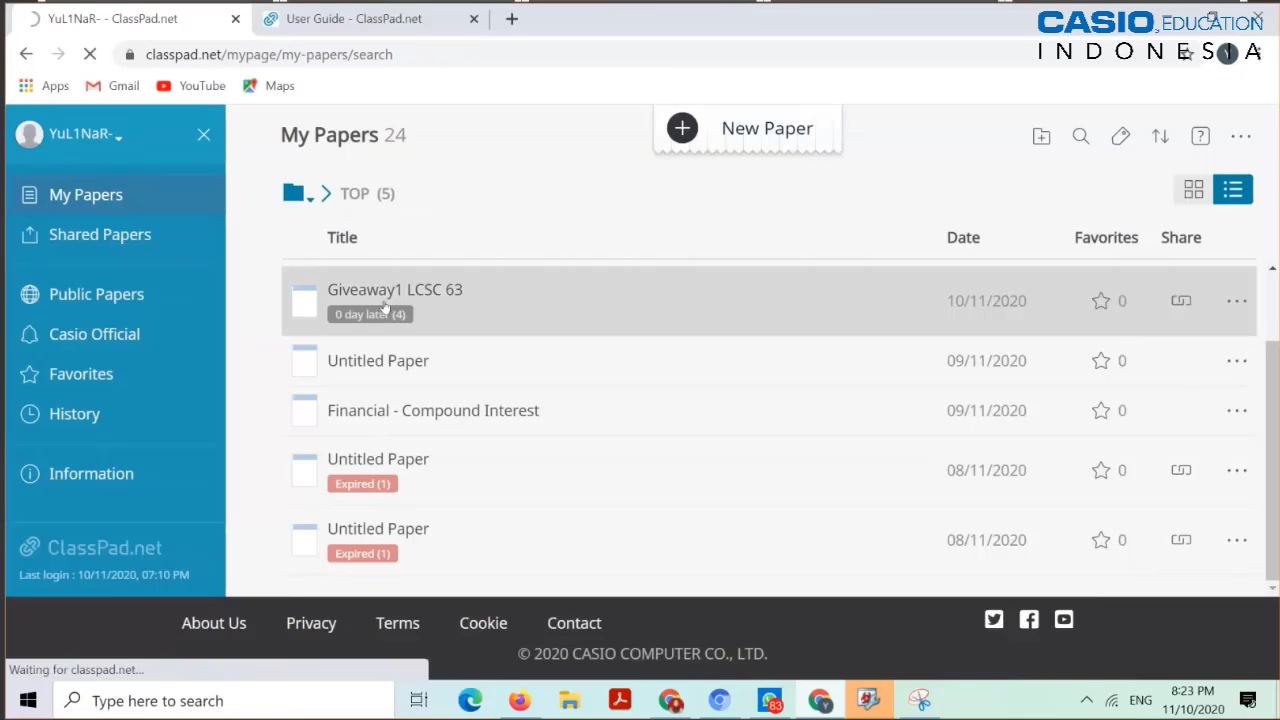 YuL1NaR- - ClassPad.net
User Guide - ClassPad.net
CASIO EDUCATION
INDONESIA
classpad.net/mypage/my-papers/search
Apps
Gmail
YouTube
Maps
YuL1NaR-
My Papers
Shared Papers
Public Papers
Casio Official
Favorites
History
Information
ClassPad.net
Last login : 10/11/2020, 07:10 PM
My Papers 24
New Paper
TOP (5)
Title
Date
Favorites
Share
Giveaway1 LCSC 63
0 day later (4)
10/11/2020
0
Untitled Paper
09/11/2020
0
Financial - Compound Interest
09/11/2020
0
Untitled Paper
Expired (1)
08/11/2020
0
Untitled Paper
Expired (1)
08/11/2020
0
About Us
Privacy
Terms
Cookie
Contact
© 2020 CASIO COMPUTER CO., LTD.
Waiting for classpad.net...
Type here to search
83
ENG
8:23 PM
11/10/2020